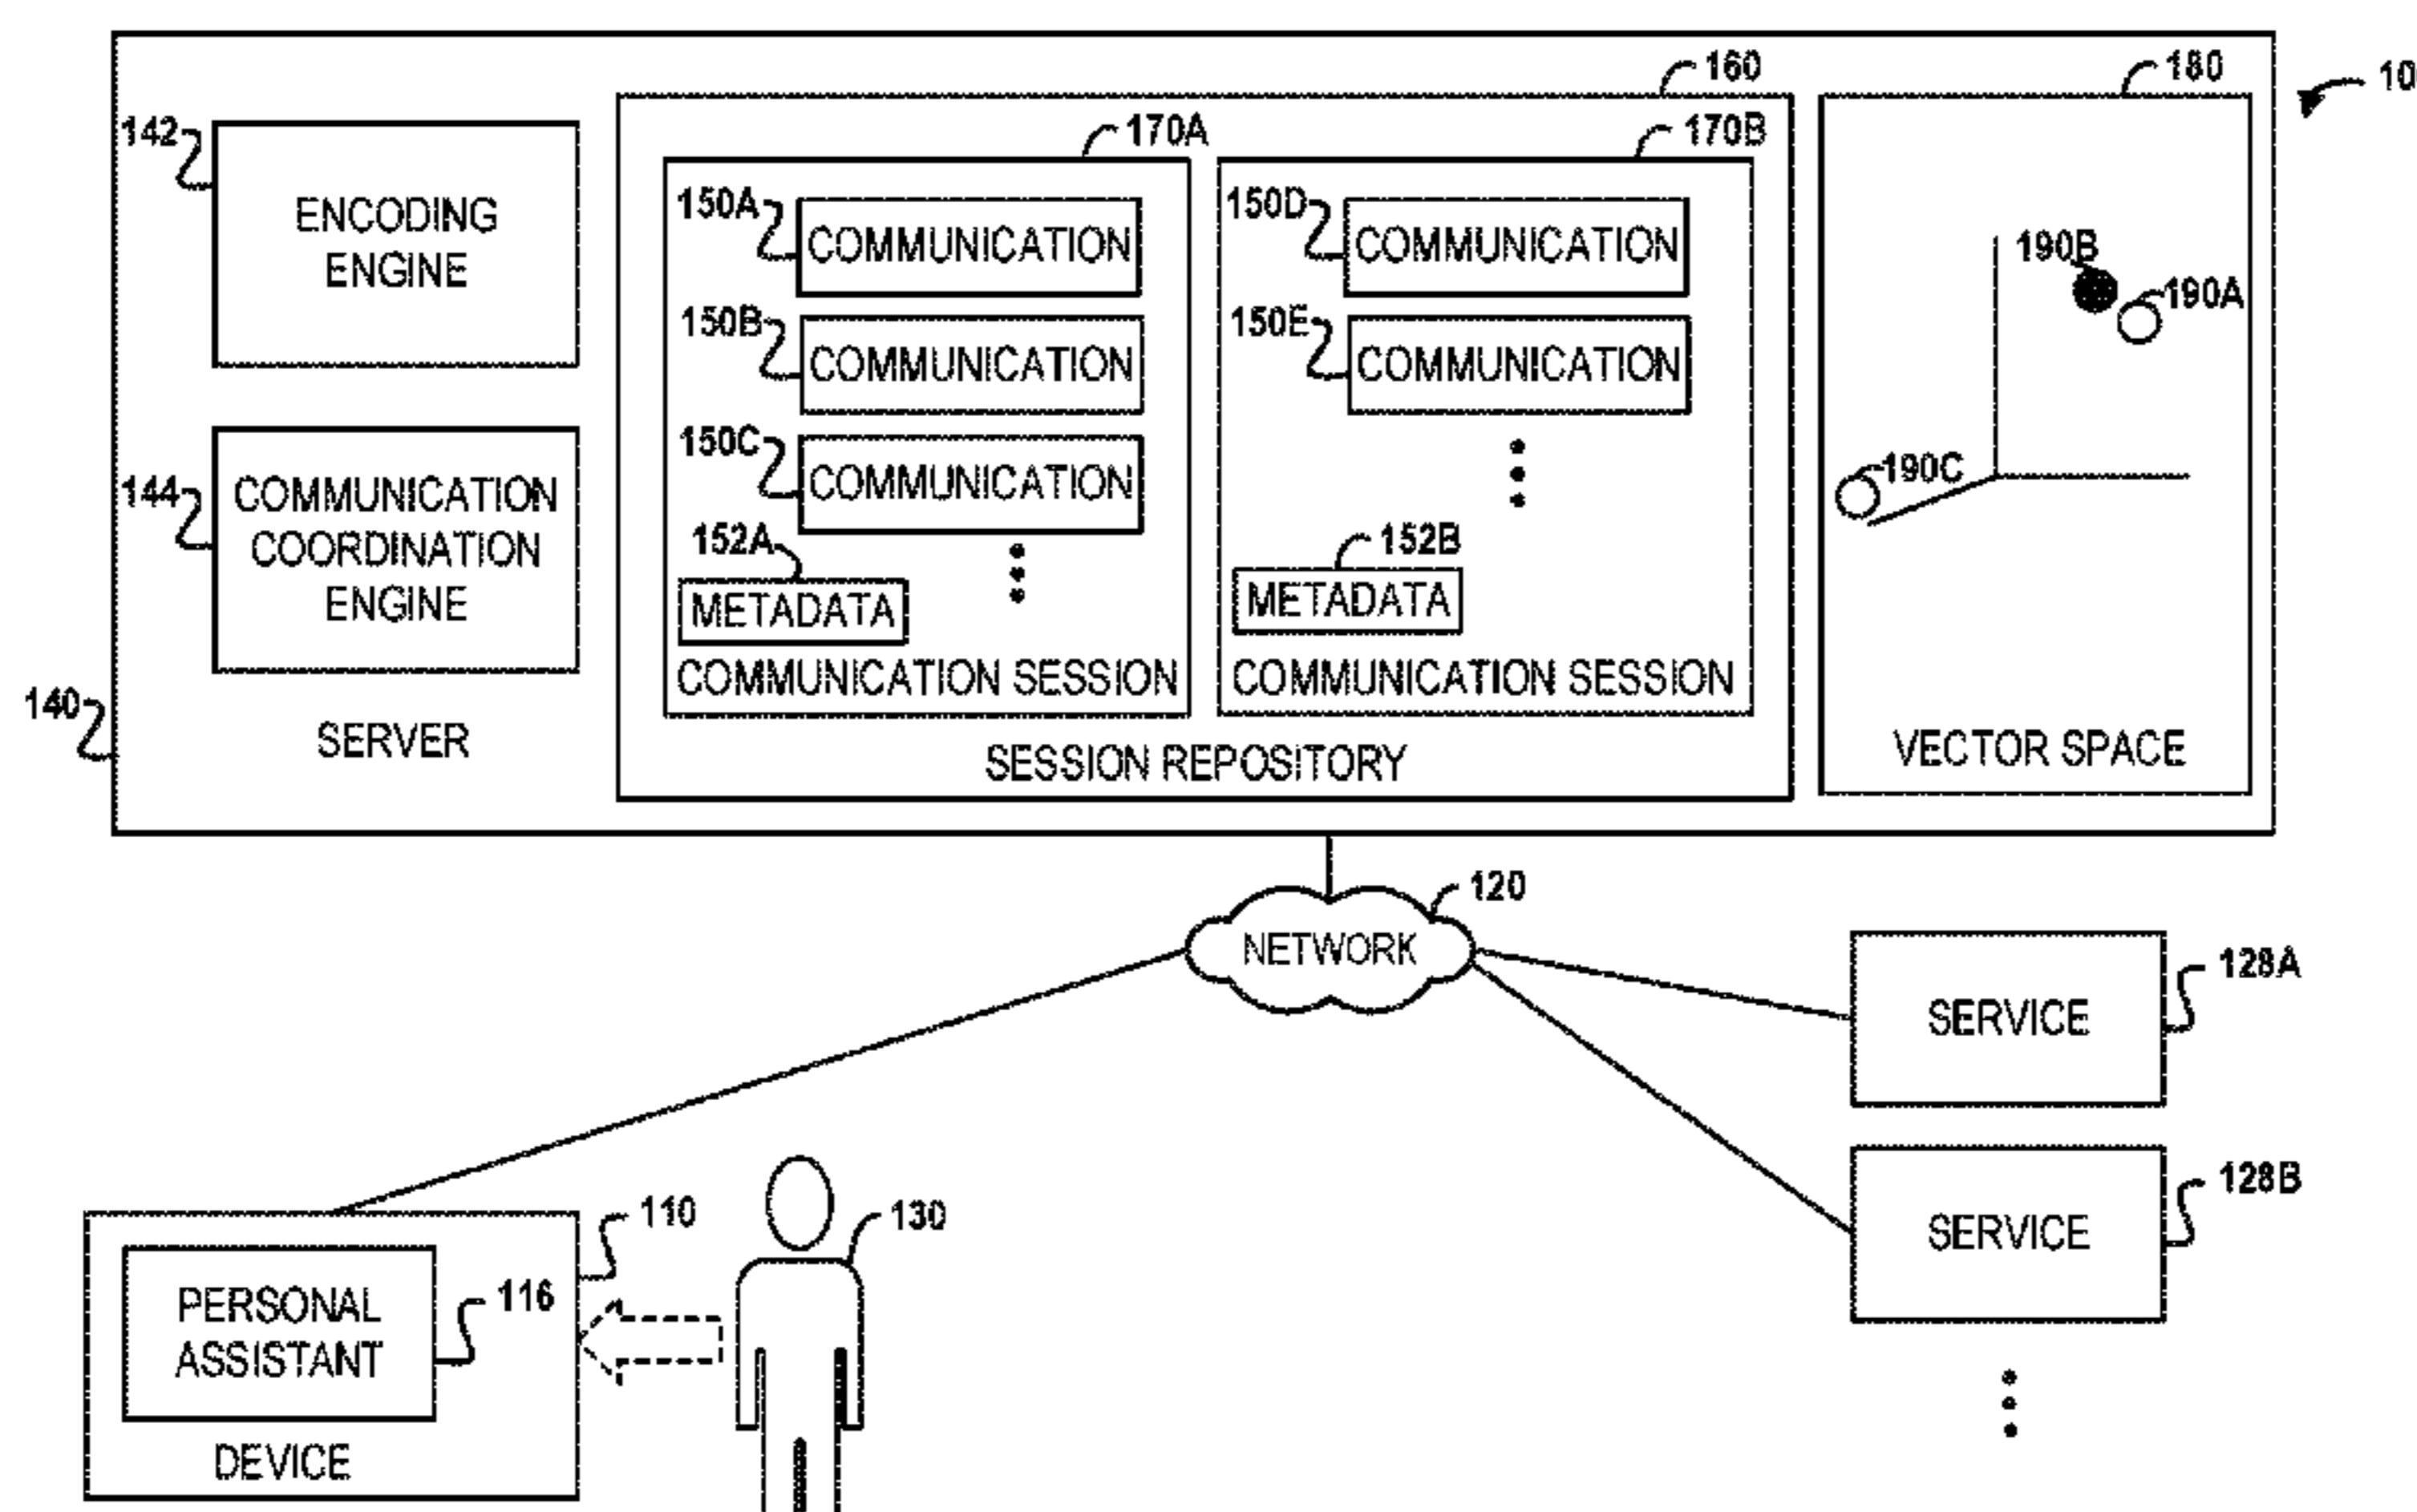 160
180
10
142
170A
170B
ENCODING
ENGINE
150A
COMMUNICATION
150D
COMMUNICATION
190B
190A
150B
COMMUNICATION
150E
COMMUNICATION
144
COMMUNICATION
COORDINATION
ENGINE
150C
COMMUNICATION
190C
152A
METADATA
152B
METADATA
COMMUNICATION SESSION
COMMUNICATION SESSION
140
SERVER
SESSION REPOSITORY
VECTOR SPACE
120
NETWORK
128A
SERVICE
128B
SERVICE
110
130
116
PERSONAL
ASSISTANT
DEVICE